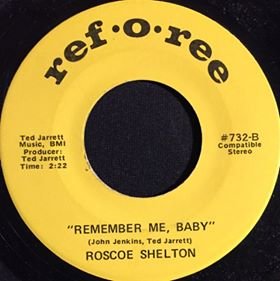 ref·o·ree
Ted Jarrett
Music, BMI
Producer:
Ted Jarrett
Time: 2:22
#732-B
Compatible
Stereo
"REMEMBER ME, BABY"
(John Jenkins, Ted Jarrett)
ROSCOE SHELTON